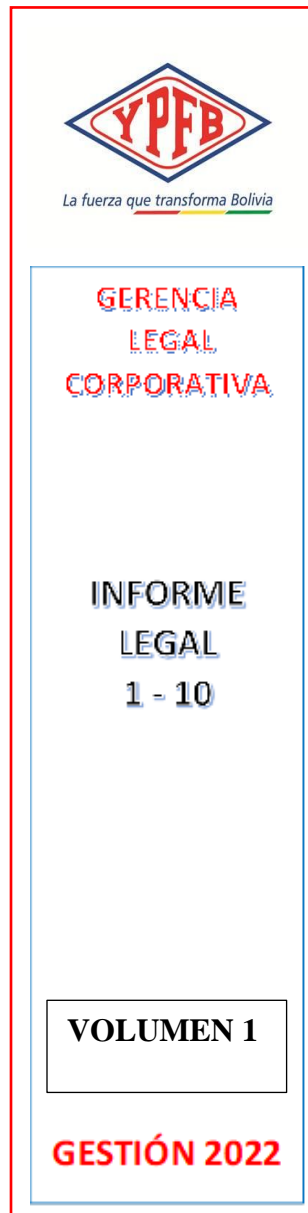 YPFB
La fuerza que transforma Bolivia
GERENCIA
LEGAL
CORPORATIVA
INFORME
LEGAL
1 - 10
VOLUMEN 1
GESTIÓN 2022